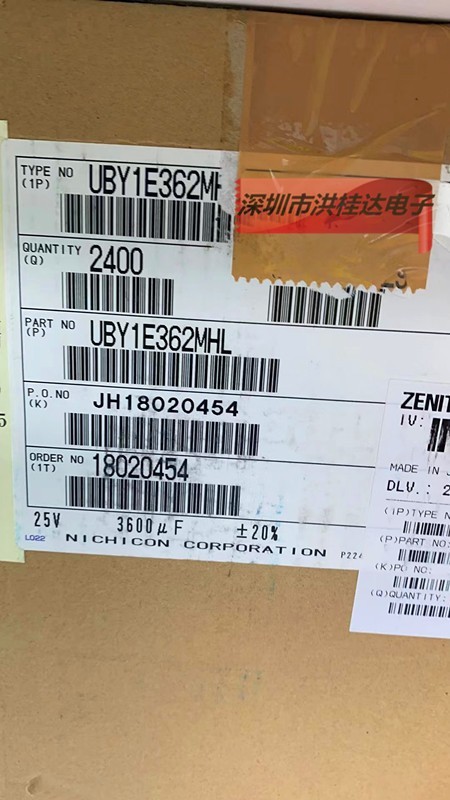 TYPE NO
(1P)
UBY1E362MH
深圳市洪桂达电子
QUANTITY
(Q)
2400
PART NO
(P)
UBY1E362MHL
P.O.NO
(K)
JH18020454
ORDER NO
(1T)
18020454
25V 3600μF ±20%
L022 NICHICON CORPORATION P224
ZENIT
IV:
MADE IN J
DLV.: 2
(1P)TYPE N
(P)PART NO:
(K)PO NO:
(Q)QUANTITY: